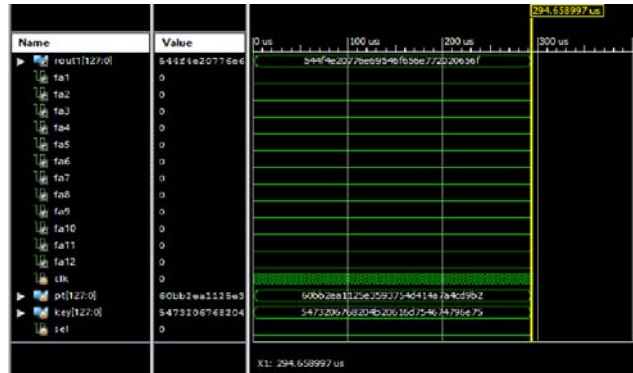 294.658997 us
Name Value 0 us 100 us 200 us 300 us
rout1[127:0] 544f4e20776e6 544f4e20776e69546f656e772020656f
fa1 0
fa2 0
fa3 0
fa4 0
fa5 0
fa6 0
fa7 0
fa8 0
fa9 0
fa10 0
fa11 0
fa12 0
clk 0
pt[127:0] 60bb2ea1125e3 60bb2ea1125e3593754d414a7a4cd9b2
key[127:0] 5473206768204 5473206768204b20616d754674796e75
sel 0
X1: 294.658997 us